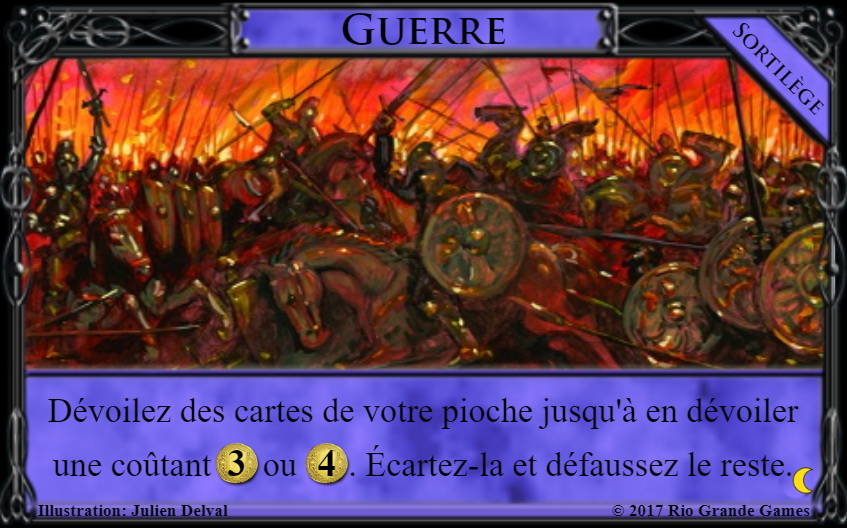 GUERRE
SORTILÈGE
Dévoilez des cartes de votre pioche jusqu'à en dévoiler
une coûtant 3 ou 4. Écartez-la et défaussez le reste.
Illustration: Julien Delval
© 2017 Rio Grande Games